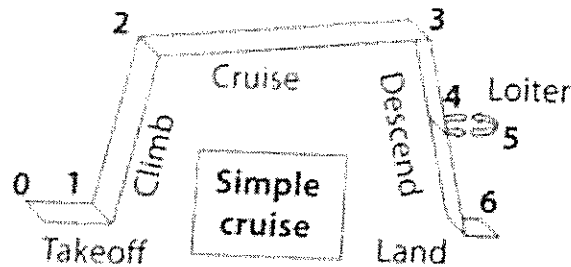 2
3
Cruise
4
Loiter
Descend
5
Climb
0
1
Simple
cruise
6
Takeoff
Land